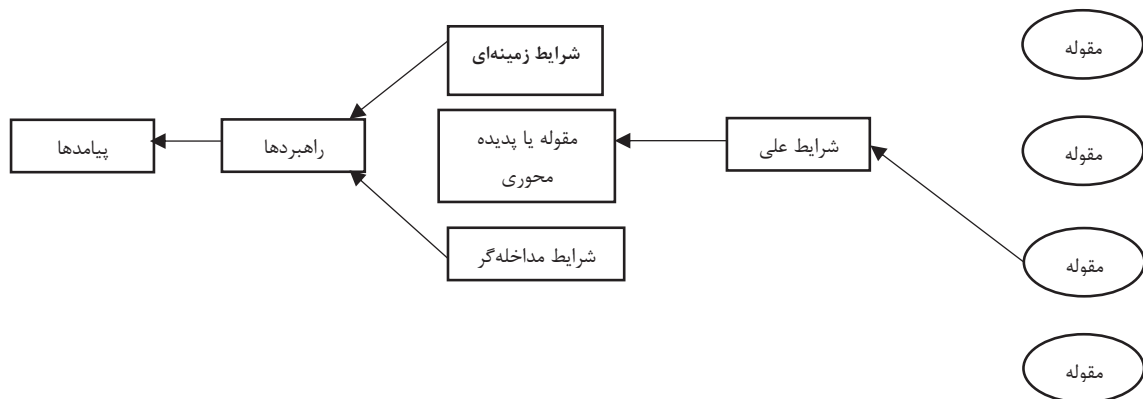 مقوله
مقوله
مقوله
مقوله
شرایط علی
شرایط زمینه‌ای
مقوله یا پدیده
محوری
شرایط مداخله‌گر
راهبردها
پیامدها